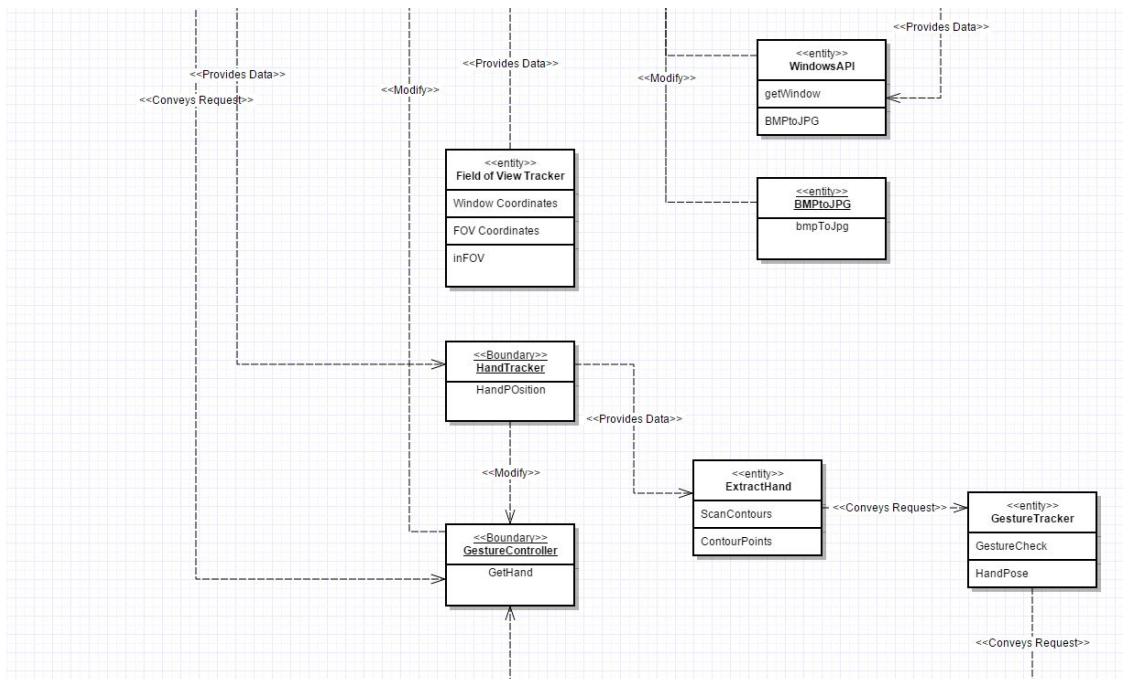 <<Provides Data>>
<<entity>>
WindowsAPI
getWindow
BMPtoJPG
<<Provides Data>>
<<Modify>>
<<Provides Data>>
<<Conveys Request>>
<<Modify>>
<<entity>>
Field of View Tracker
Window Coordinates
FOV Coordinates
inFOV
<<entity>>
BMPtoJPG
bmpToJpg
<<Boundary>>
HandTracker
HandPOsition
<<Provides Data>>
<<Modify>>
<<entity>>
ExtractHand
ScanContours
ContourPoints
<<Conveys Request>>
<<entity>>
GestureTracker
GestureCheck
HandPose
<<Boundary>>
GestureController
GetHand
<<Conveys Request>>